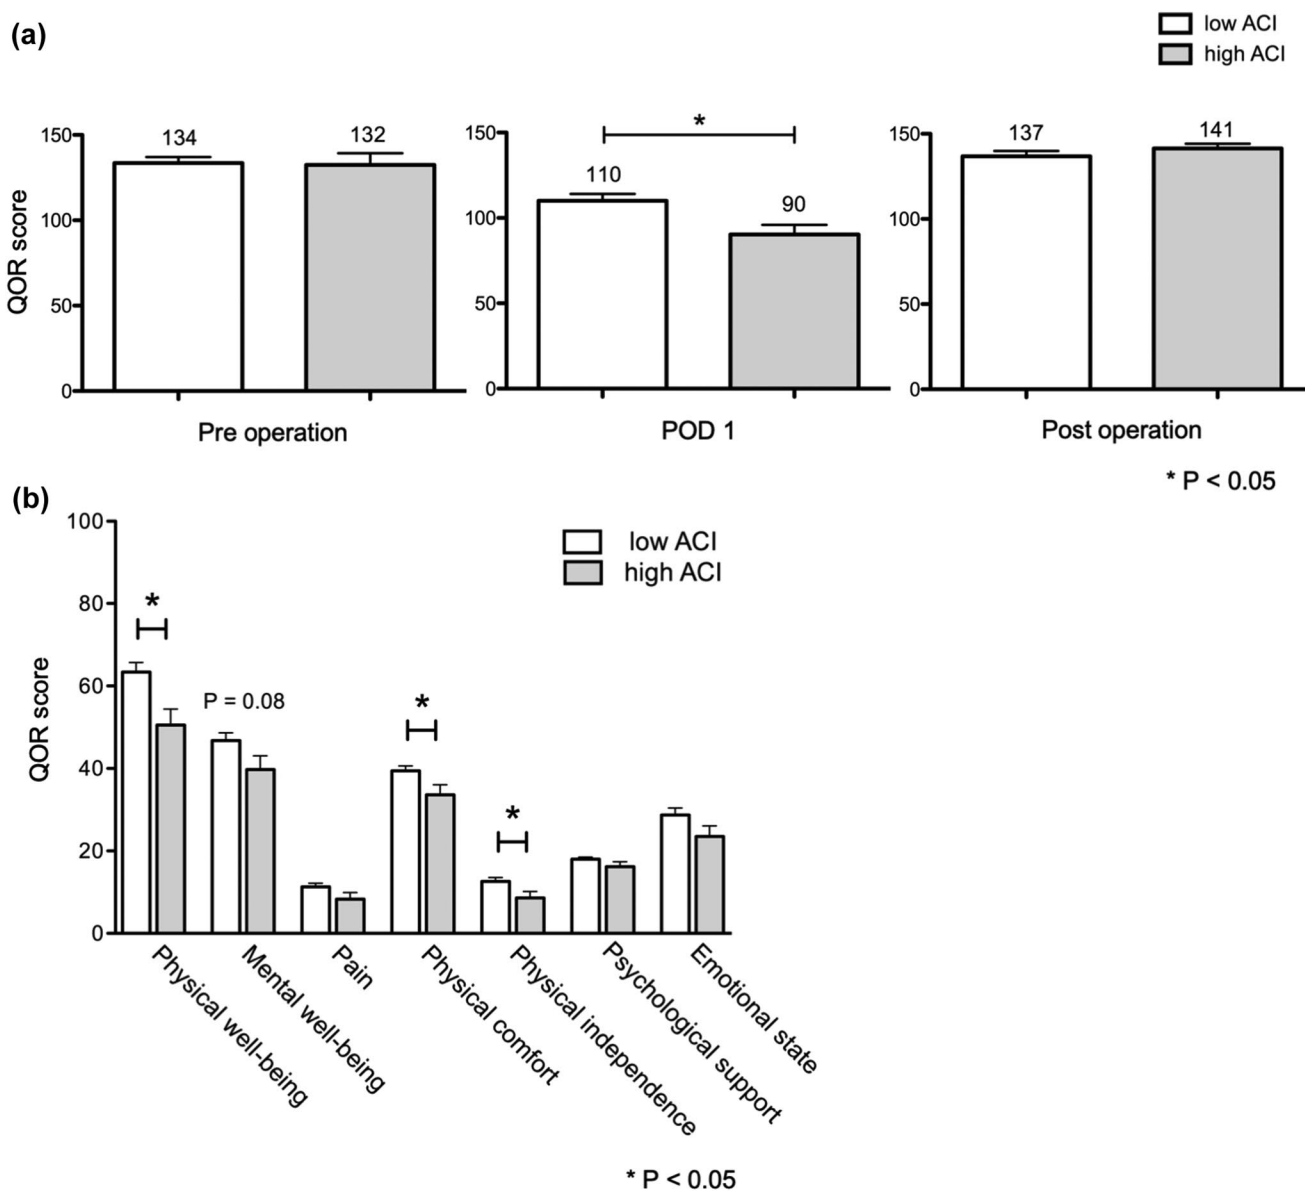 (a)
low ACI
high ACI
QOR score
150
100
50
0
134
132
Pre operation
150
100
50
0
*
110
90
POD 1
150
100
50
0
137
141
Post operation
* P < 0.05
(b)
low ACI
high ACI
QOR score
100
80
60
40
20
0
*
P = 0.08
*
*
Physical well-being
Mental well-being
Pain
Physical comfort
Physical independence
Psychological support
Emotional state
* P < 0.05